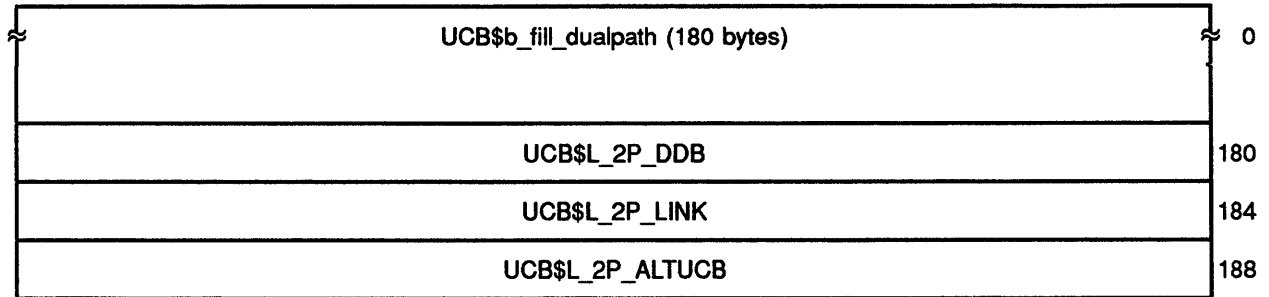 UCB$b_fill_dualpath (180 bytes) 0
UCB$L_2P_DDB 180
UCB$L_2P_LINK 184
UCB$L_2P_ALTUCB 188